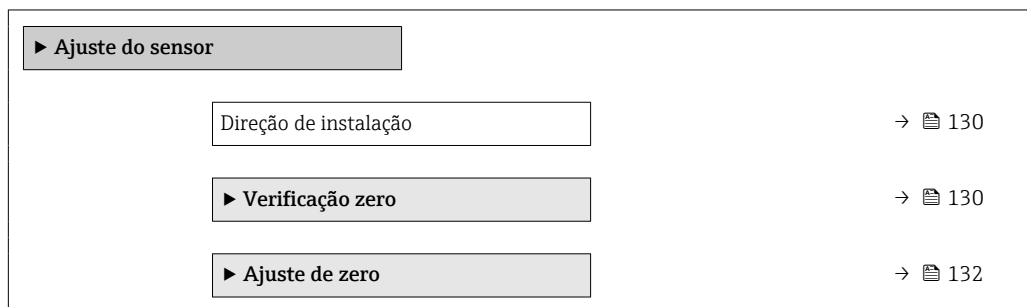 ▶ Ajuste do sensor
Direção de instalação → 130
▶ Verificação zero → 130
▶ Ajuste de zero → 132